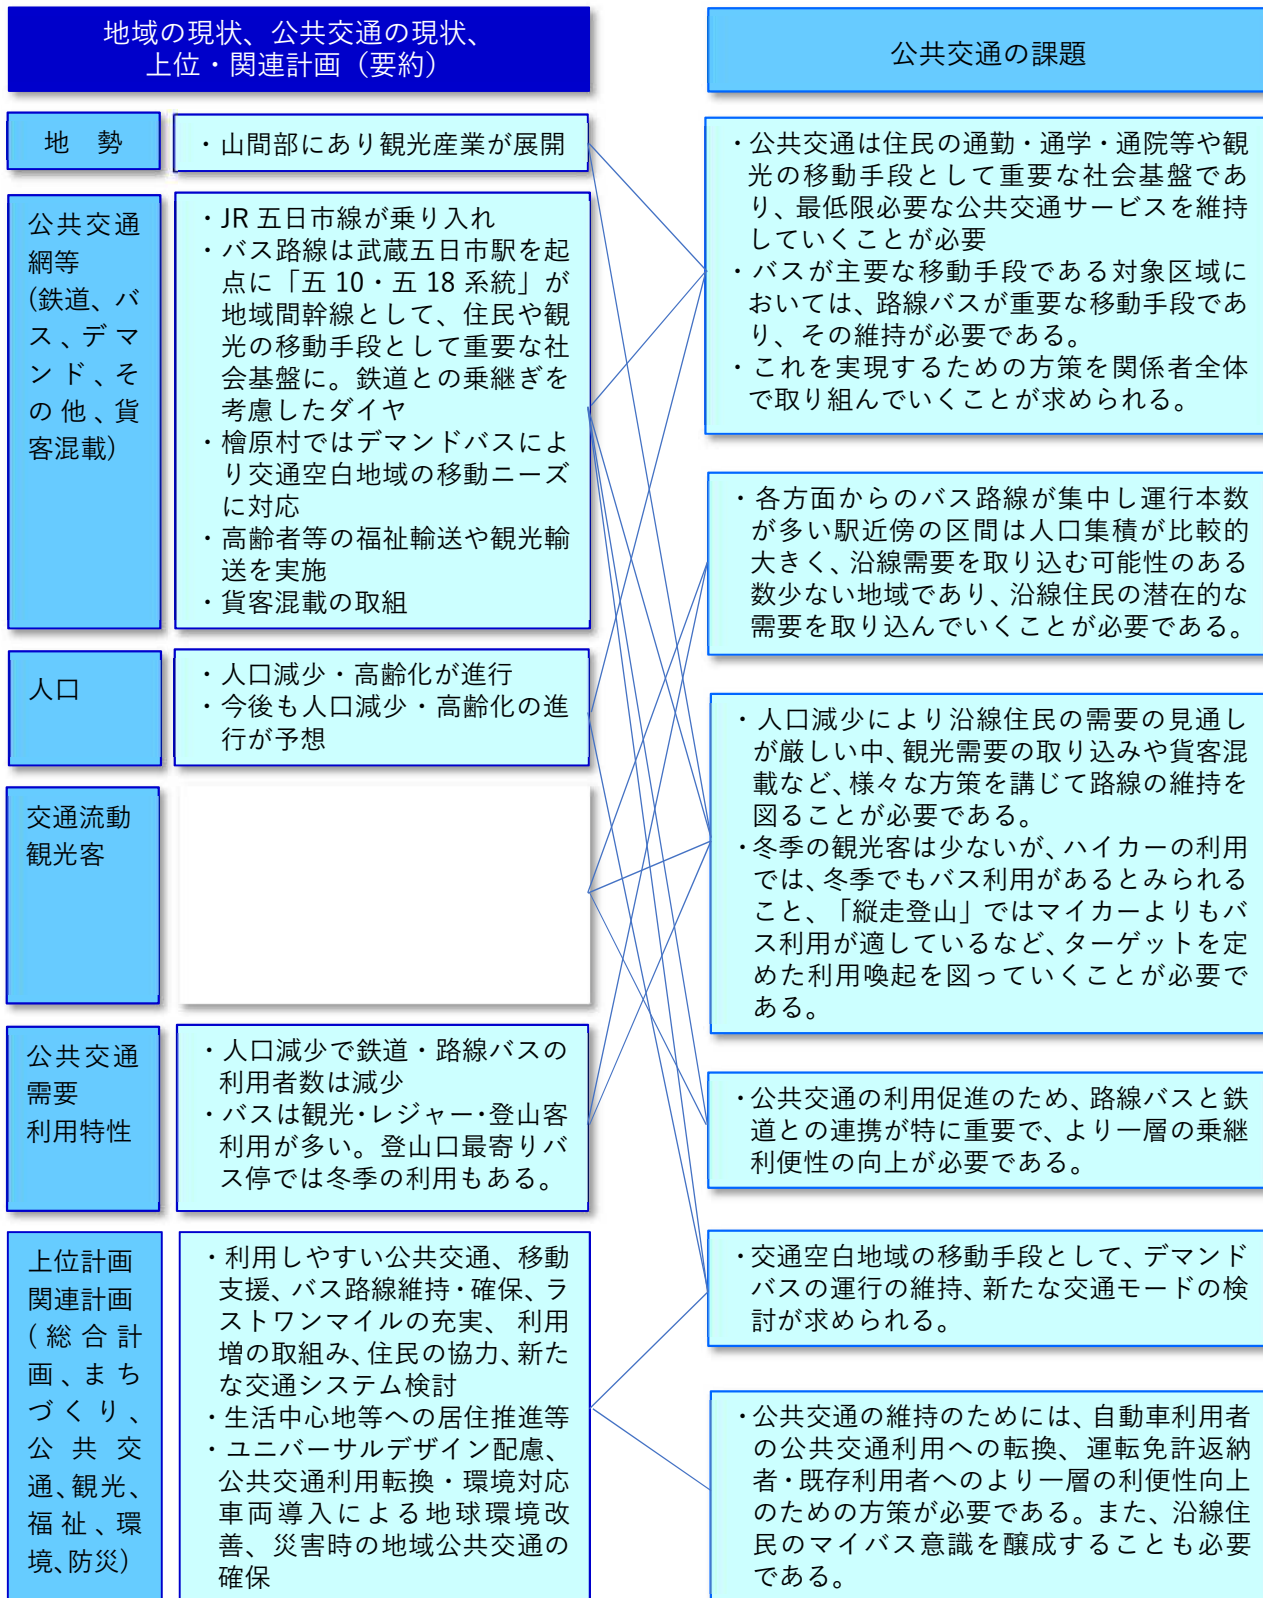 地域の現状、公共交通の現状、
上位・関連計画（要約）
公共交通の課題
地　勢
・山間部にあり観光産業が展開
公共交通
網等
(鉄道、バ
ス、デマ
ンド、そ
の他、貨
客混載)
・JR 五日市線が乗り入れ
・バス路線は武蔵五日市駅を起
点に「五 10・五 18 系統」が
地域間幹線として、住民や観
光の移動手段として重要な社
会基盤に。鉄道との乗継ぎを
考慮したダイヤ
・檜原村ではデマンドバスによ
り交通空白地域の移動ニーズ
に対応
・高齢者等の福祉輸送や観光輸
送を実施
・貨客混載の取組
人口
・人口減少・高齢化が進行
・今後も人口減少・高齢化の進
行が予想
交通流動
観光客
公共交通
需要
利用特性
・人口減少で鉄道・路線バスの
利用者数は減少
・バスは観光・レジャー・登山客
利用が多い。登山口最寄りバ
ス停では冬季の利用もある。
上位計画
関連計画
(総合計
画、まち
づくり、
公共交
通、観光、
福祉、環
境、防災)
・利用しやすい公共交通、移動
支援、バス路線維持・確保、ラ
ストワンマイルの充実、利用
増の取組み、住民の協力、新た
な交通システム検討
・生活中心地等への居住推進等
・ユニバーサルデザイン配慮、
公共交通利用転換・環境対応
車両導入による地球環境改
善、災害時の地域公共交通の
確保
・公共交通は住民の通勤・通学・通院等や観
光の移動手段として重要な社会基盤であ
り、最低限必要な公共交通サービスを維持
していくことが必要
・バスが主要な移動手段である対象区域に
おいては、路線バスが重要な移動手段であ
り、その維持が必要である。
・これを実現するための方策を関係者全体
で取り組んでいくことが求められる。
・各方面からのバス路線が集中し運行本数
が多い駅近傍の区間は人口集積が比較的
大きく、沿線需要を取り込む可能性のある
数少ない地域であり、沿線住民の潜在的な
需要を取り込んでいくことが必要である。
・人口減少により沿線住民の需要の見通し
が厳しい中、観光需要の取り込みや貨客混
載など、様々な方策を講じて路線の維持を
図ることが必要である。
・冬季の観光客は少ないが、ハイカーの利用
では、冬季でもバス利用があるとみられる
こと、「縦走登山」ではマイカーよりもバ
ス利用が適しているなど、ターゲットを定
めた利用喚起を図っていくことが必要で
ある。
・公共交通の利用促進のため、路線バスと鉄
道との連携が特に重要で、より一層の乗継
利便性の向上が必要である。
・交通空白地域の移動手段として、デマンド
バスの運行の維持、新たな交通モードの検
討が求められる。
・公共交通の維持のためには、自動車利用者
の公共交通利用への転換、運転免許返納
者・既存利用者へのより一層の利便性向上
のための方策が必要である。また、沿線住
民のマイバス意識を醸成することも必要
である。